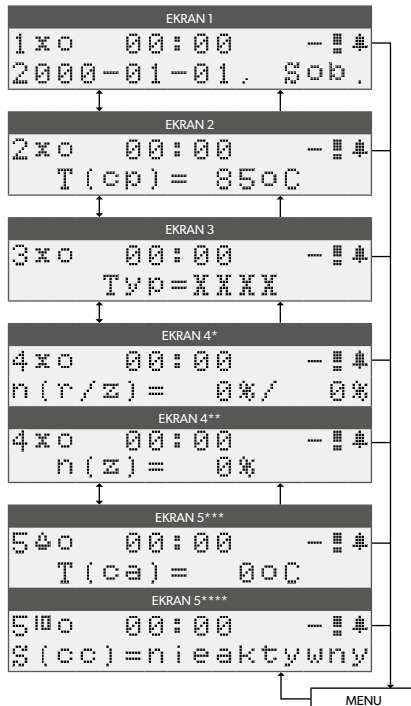 EKRAN 1
1xo 00:00 -!
2000-01-01, Sob.
EKRAN 2
2xo 00:00 -!
T(cp)= 85oC
EKRAN 3
3xo 00:00 -!
Typ=XXXX
EKRAN 4*
4xo 00:00 -!
n(r/z)= 0%/ 0%
EKRAN 4**
4xo 00:00 -!
n(z)= 0%
EKRAN 5***
5 o 00:00 -!
T(ca)= 0oC
EKRAN 5****
5 o 00:00 -!
S(cc)=nieaktywny
MENU